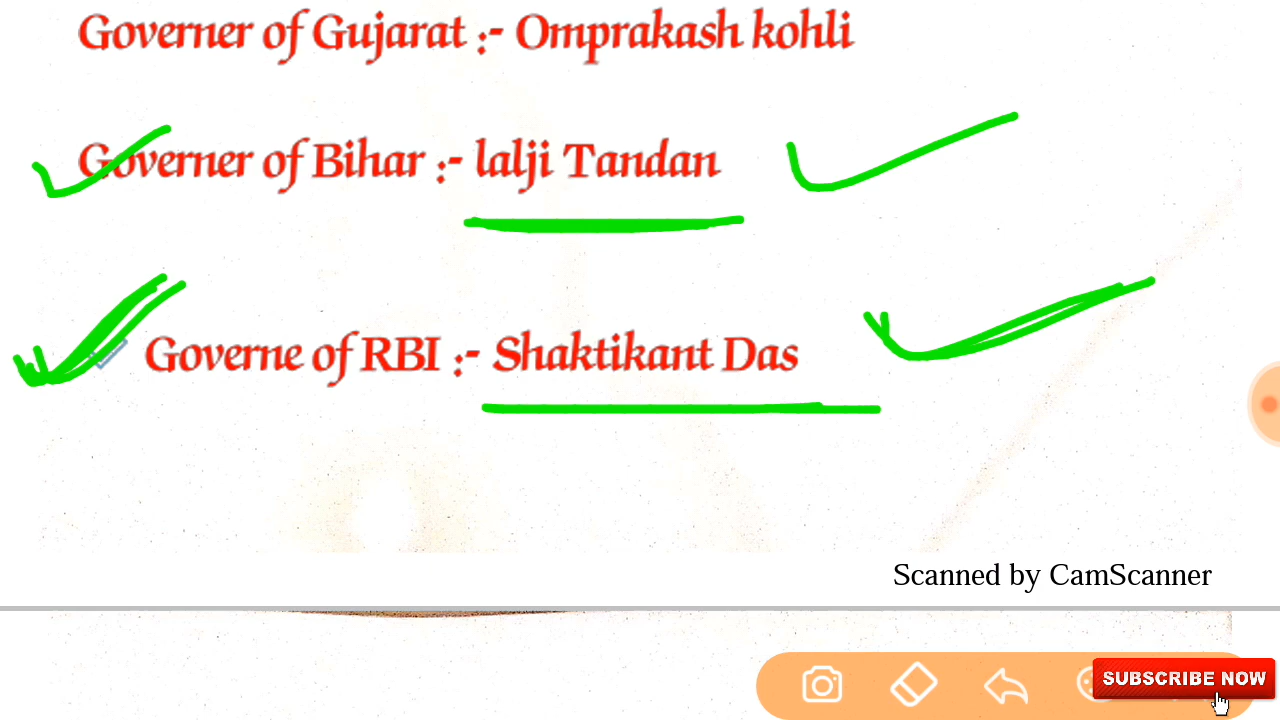 Governer of Gujarat :- Omprakash kohli
Governer of Bihar :- lalji Tandan
Governe of RBI :- Shaktikant Das
Scanned by CamScanner
SUBSCRIBE NOW